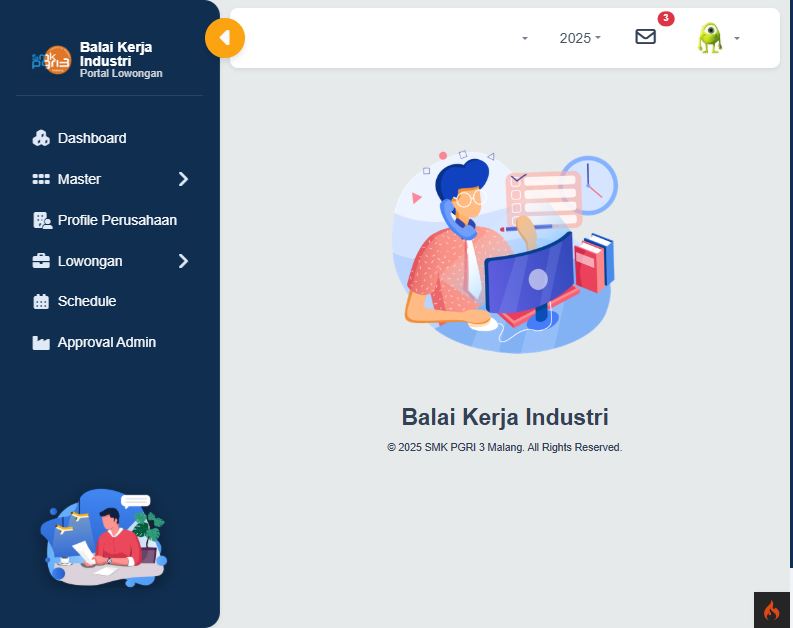 Balai Kerja
Industri
Portal Lowongan
2025
3
Dashboard
Master
Profile Perusahaan
Lowongan
Schedule
Approval Admin
Balai Kerja Industri
© 2025 SMK PGRI 3 Malang. All Rights Reserved.